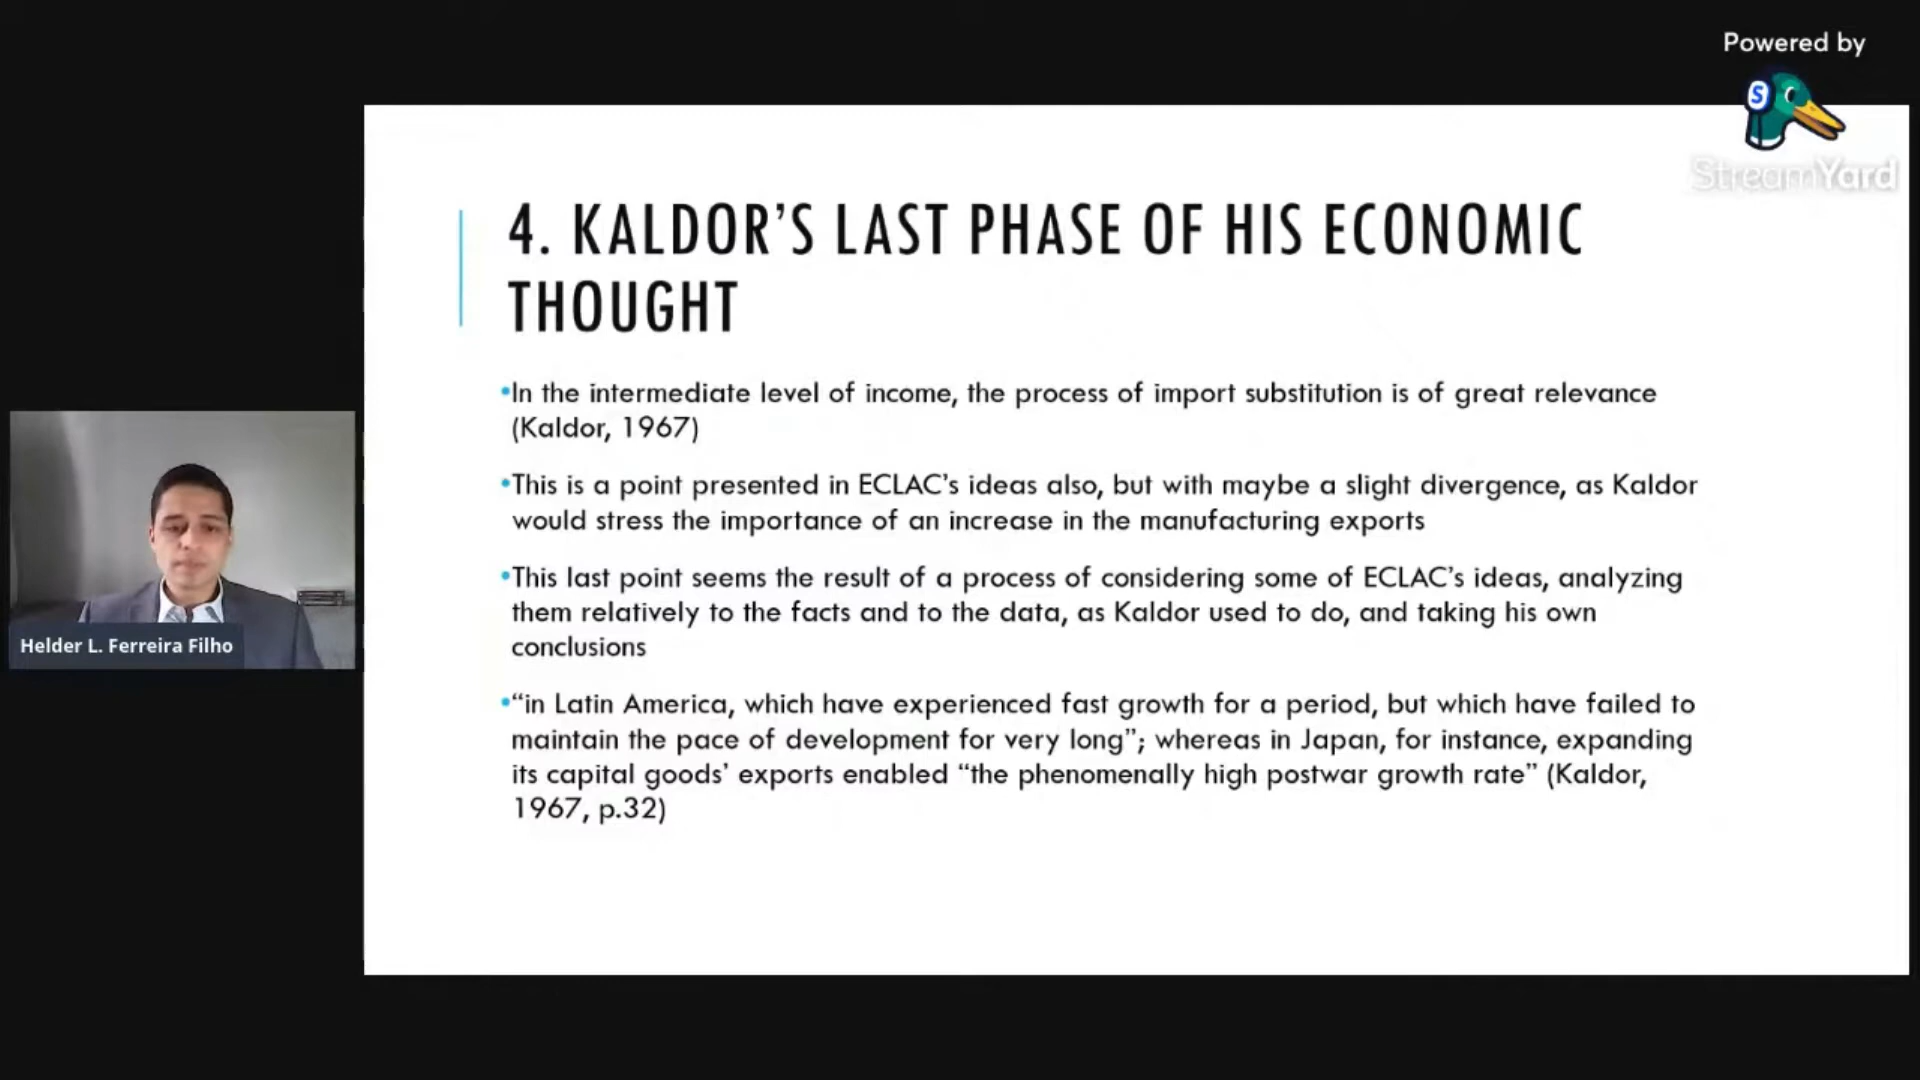 Powered by
S
StreamYard
4. KALDOR’S LAST PHASE OF HIS ECONOMIC
THOUGHT
•In the intermediate level of income, the process of import substitution is of great relevance
(Kaldor, 1967)
•This is a point presented in ECLAC’s ideas also, but with maybe a slight divergence, as Kaldor
would stress the importance of an increase in the manufacturing exports
•This last point seems the result of a process of considering some of ECLAC’s ideas, analyzing
them relatively to the facts and to the data, as Kaldor used to do, and taking his own
conclusions
•“in Latin America, which have experienced fast growth for a period, but which have failed to
maintain the pace of development for very long”; whereas in Japan, for instance, expanding
its capital goods’ exports enabled “the phenomenally high postwar growth rate” (Kaldor,
1967, p.32)
Helder L. Ferreira Filho